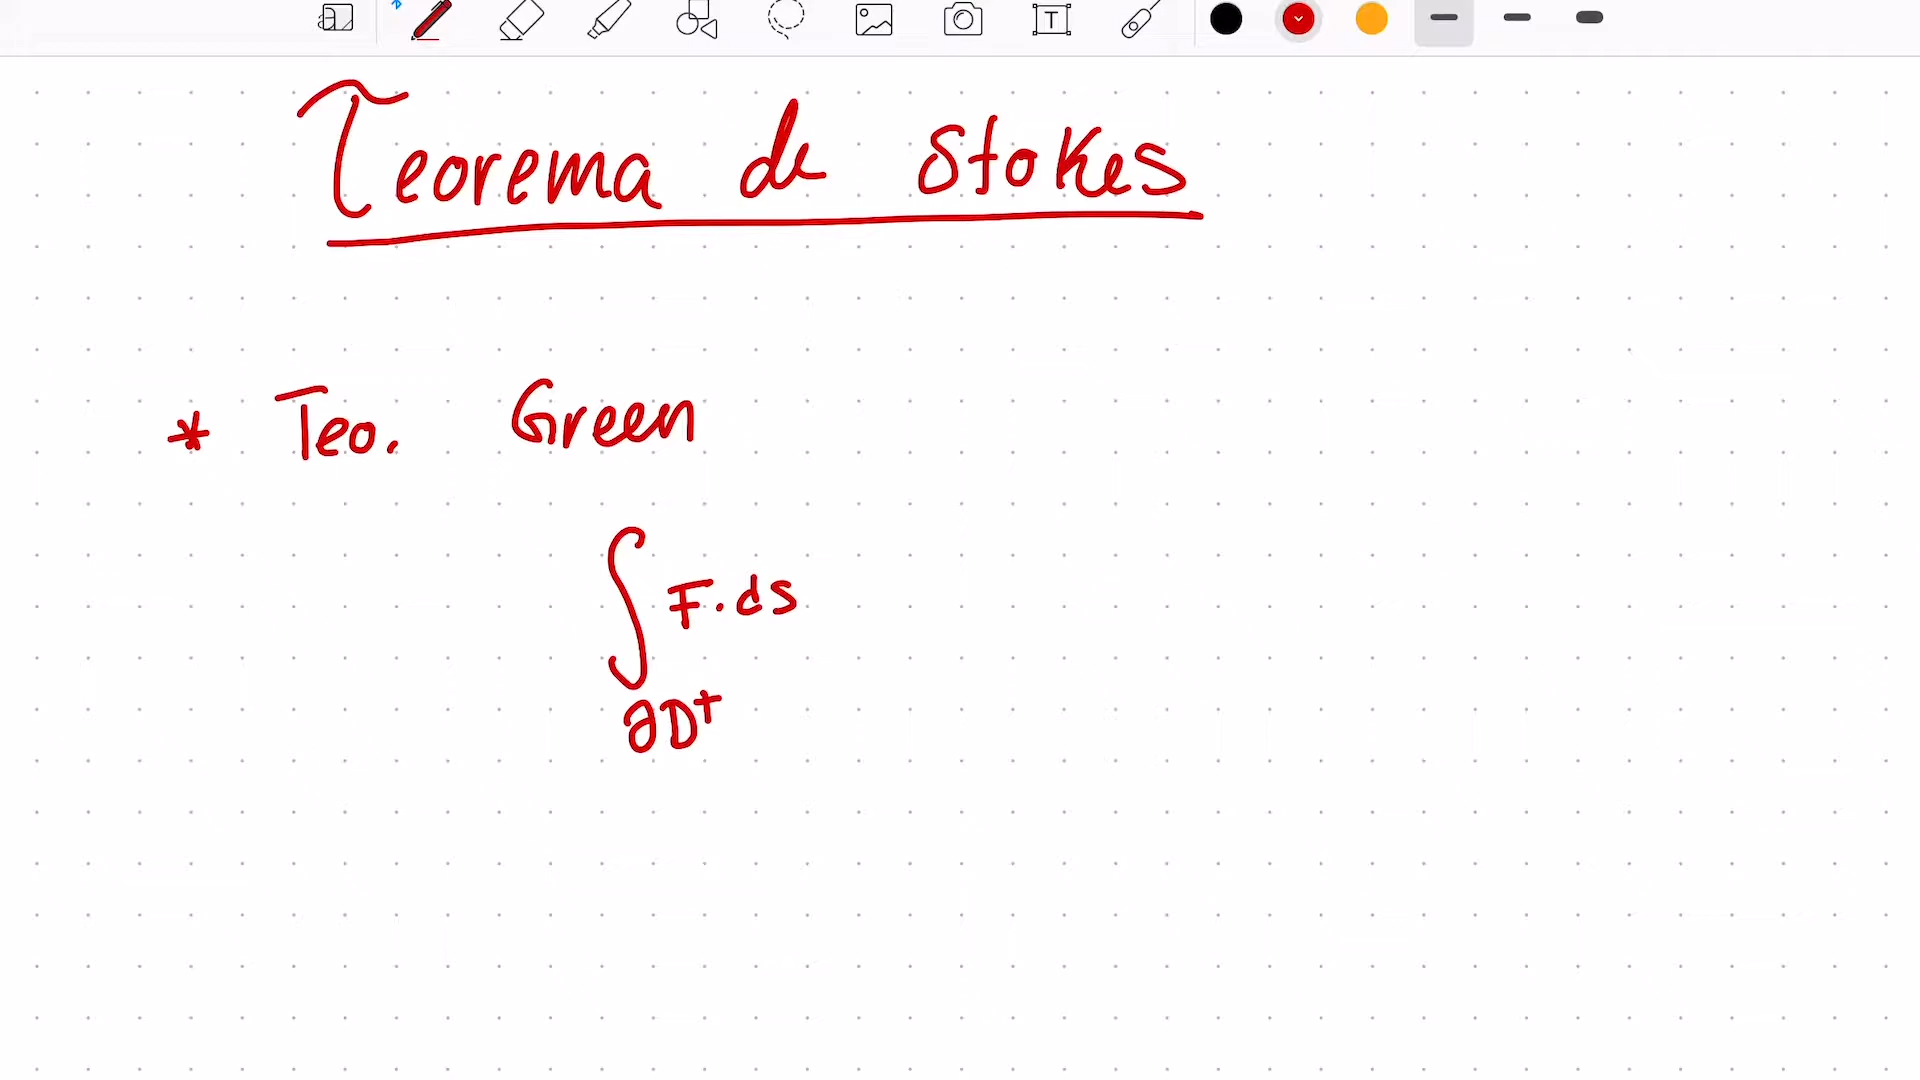 Teorema de Stokes
* Teo. Green
∫ F · ds
∂D⁺